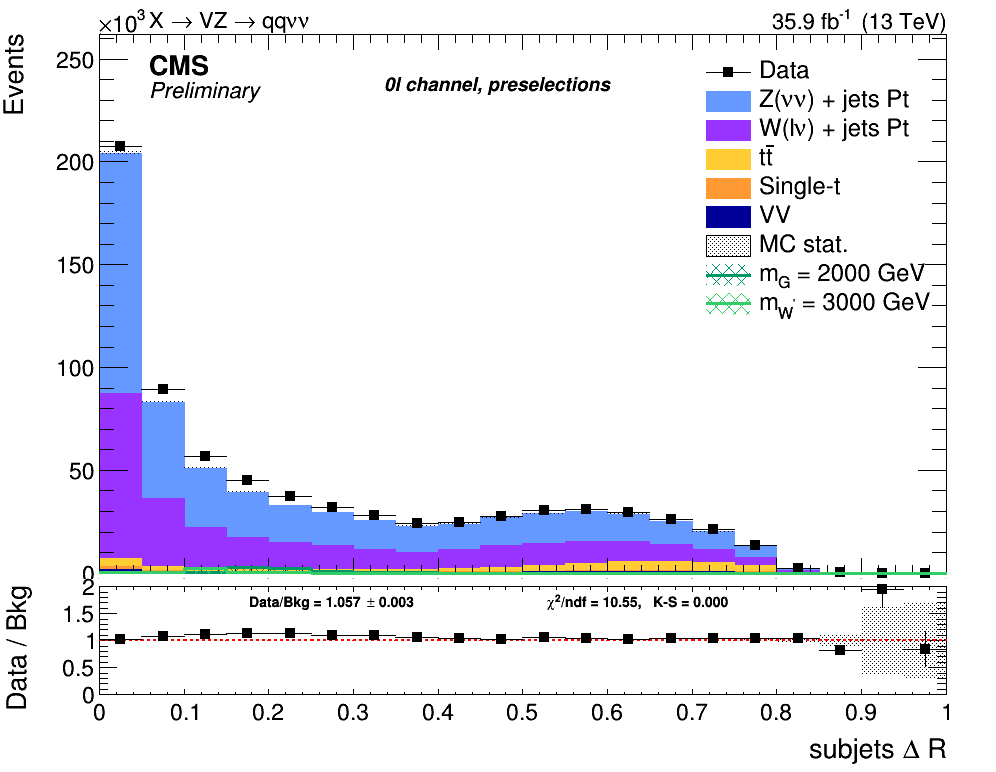 ×10³ X → VZ → qqνν 35.9 fb⁻¹ (13 TeV)
Events
CMS
Preliminary
0l channel, preselections
Data
Z(νν) + jets Pt
W(lν) + jets Pt
tt̄
Single-t
VV
MC stat.
m_G = 2000 GeV
m_W' = 3000 GeV
250
200
150
100
50
0
Data / Bkg
Data/Bkg = 1.057 ± 0.003 χ²/ndf = 10.55, K-S = 0.000
2
1.5
1
0.5
0
0 0.1 0.2 0.3 0.4 0.5 0.6 0.7 0.8 0.9 1
subjets Δ R